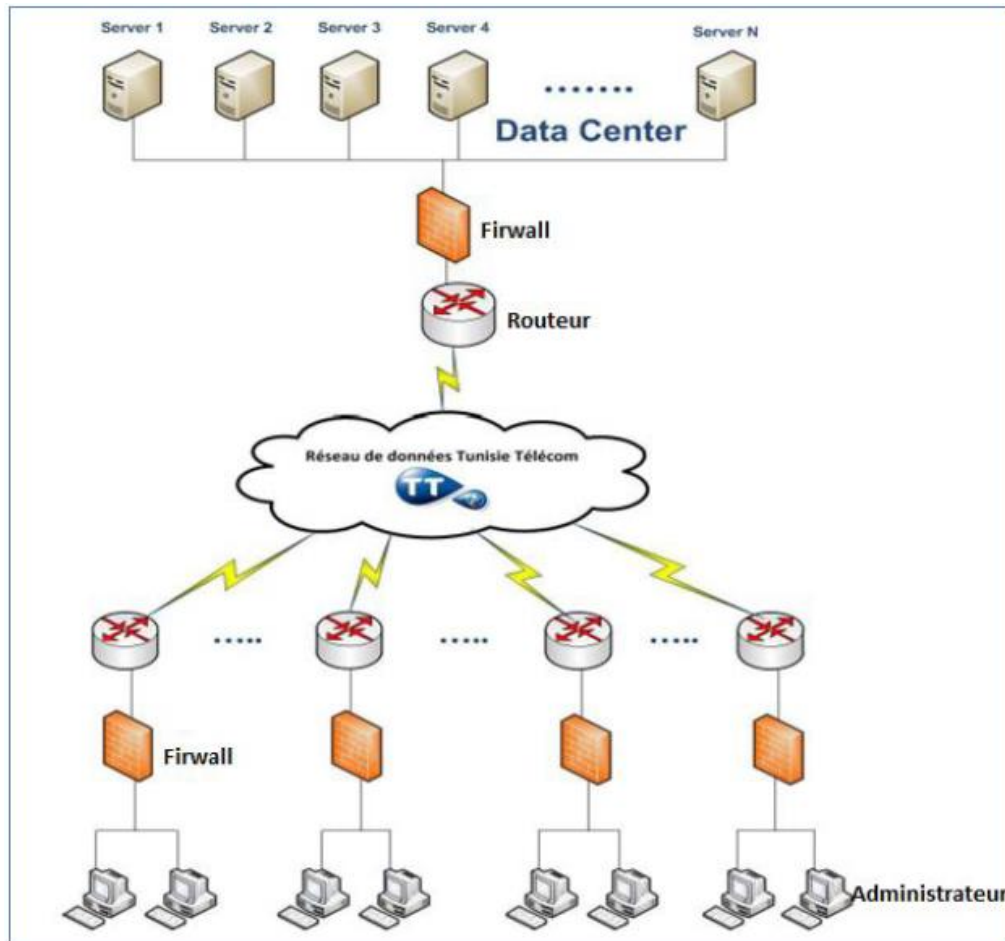 Server 1
Server 2
Server 3
Server 4
Server N
Data Center
Firwall
Routeur
Réseau de données Tunisie Télécom
TT
Firwall
Administrateur